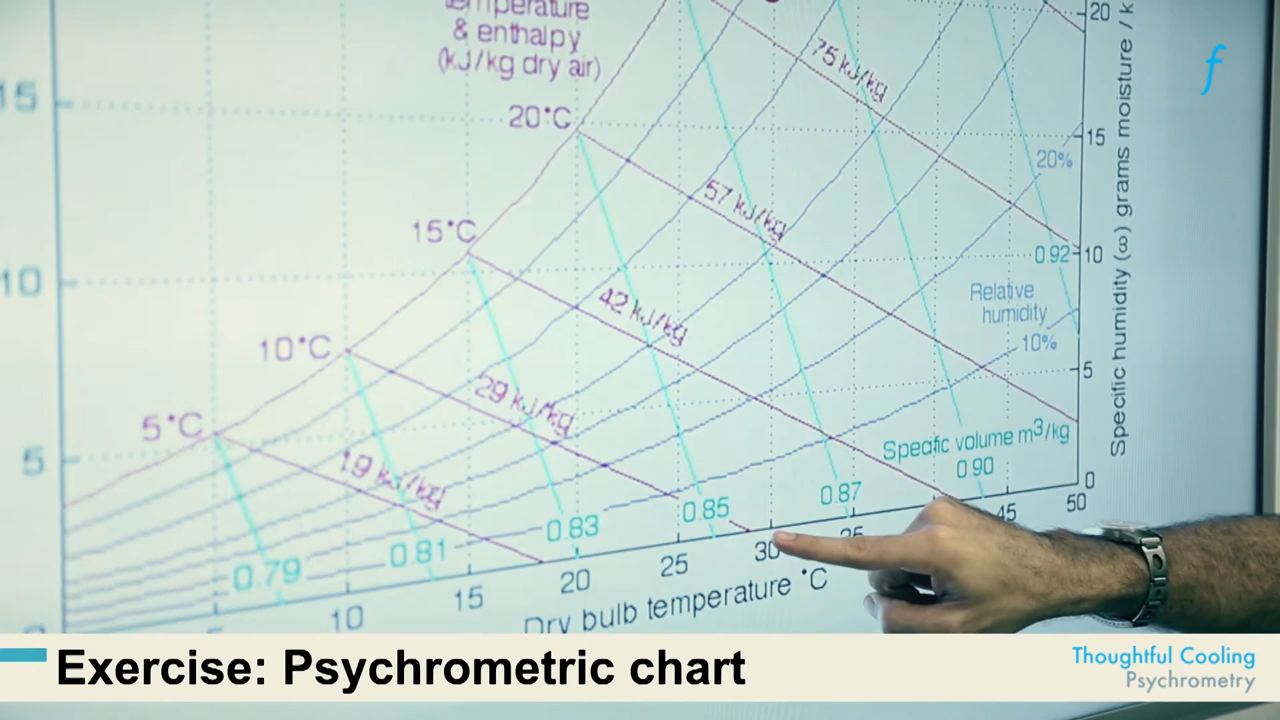 temperature
& enthalpy
(kJ/kg dry air)
20
75 kJ/kg
f
15
20°C
15
20%
57 kJ/kg
15°C
0.92
10
10
42 kJ/kg
Relative
humidity
10%
10°C
5
29 kJ/kg
5°C
5
19 kJ/kg
Specific volume m³/kg
0.90
0
0.87
0.85
0.83
0.81
0.79
50
45
35
30
25
20
15
10
Dry bulb temperature °C
Specific humidity (ω) grams moisture / k
Exercise: Psychrometric chart
Thoughtful Cooling
Psychrometry